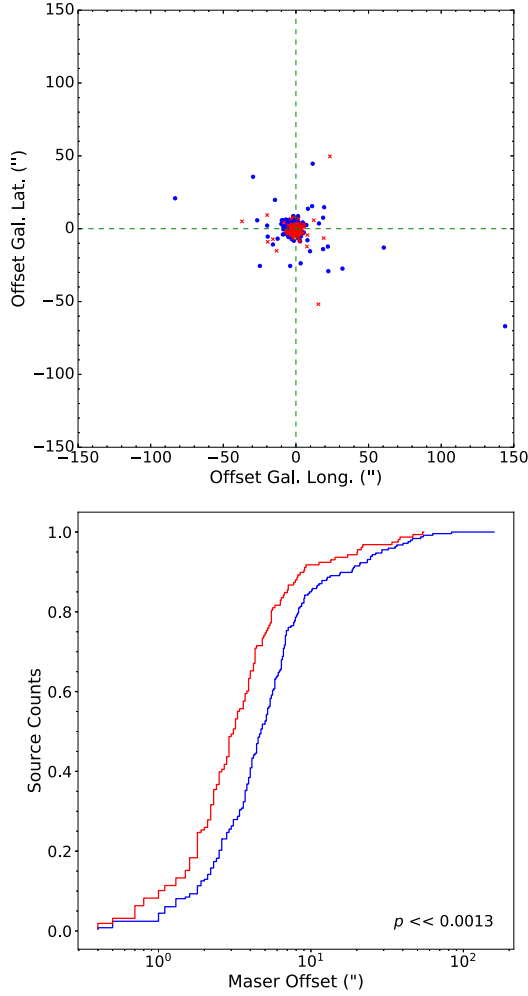 150
100
50
0
−50
−100
−150
−150 −100 −50 0 50 100 150
Offset Gal. Lat. (")
Offset Gal. Long. (")
1.0
0.8
0.6
0.4
0.2
0.0
Source Counts
p << 0.0013
10⁰ 10¹ 10²
Maser Offset (")